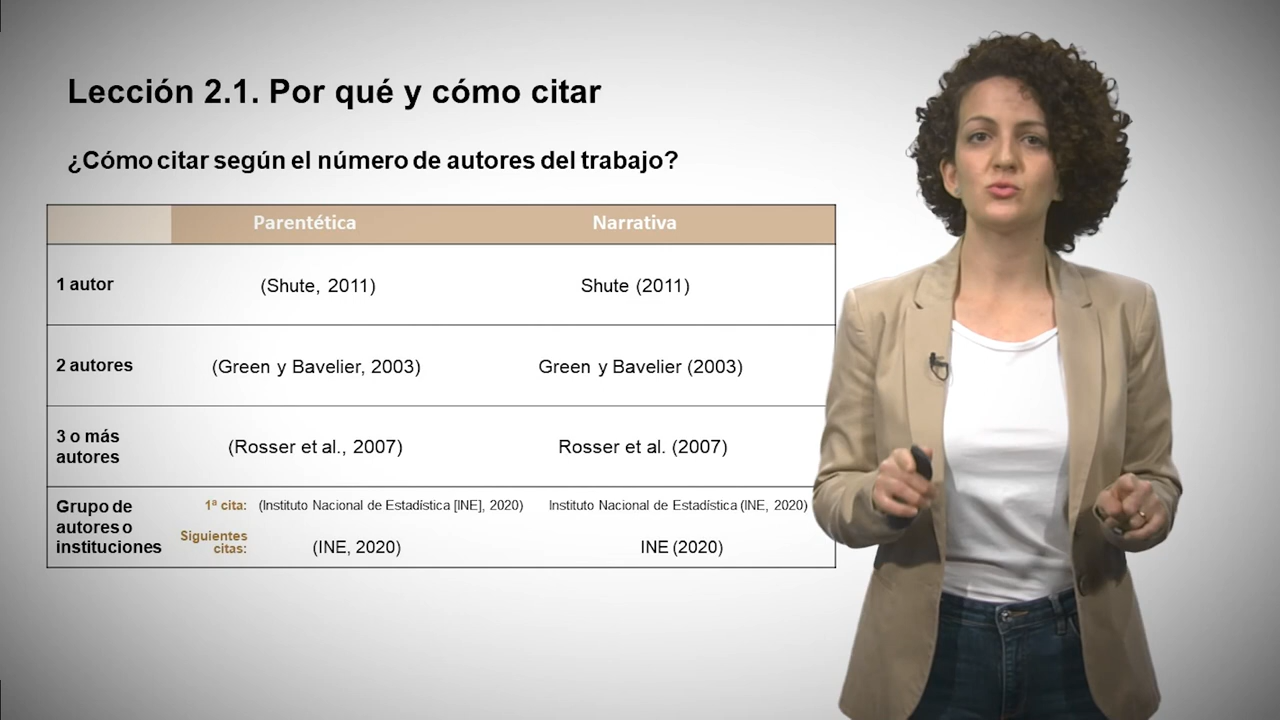 Lección 2.1. Por qué y cómo citar
¿Cómo citar según el número de autores del trabajo?
Parentética Narrativa
1 autor (Shute, 2011) Shute (2011)
2 autores (Green y Bavelier, 2003) Green y Bavelier (2003)
3 o más
autores (Rosser et al., 2007) Rosser et al. (2007)
Grupo de
autores o
instituciones
1ª cita: (Instituto Nacional de Estadística [INE], 2020) Instituto Nacional de Estadística (INE, 2020)
Siguientes
citas: (INE, 2020) INE (2020)